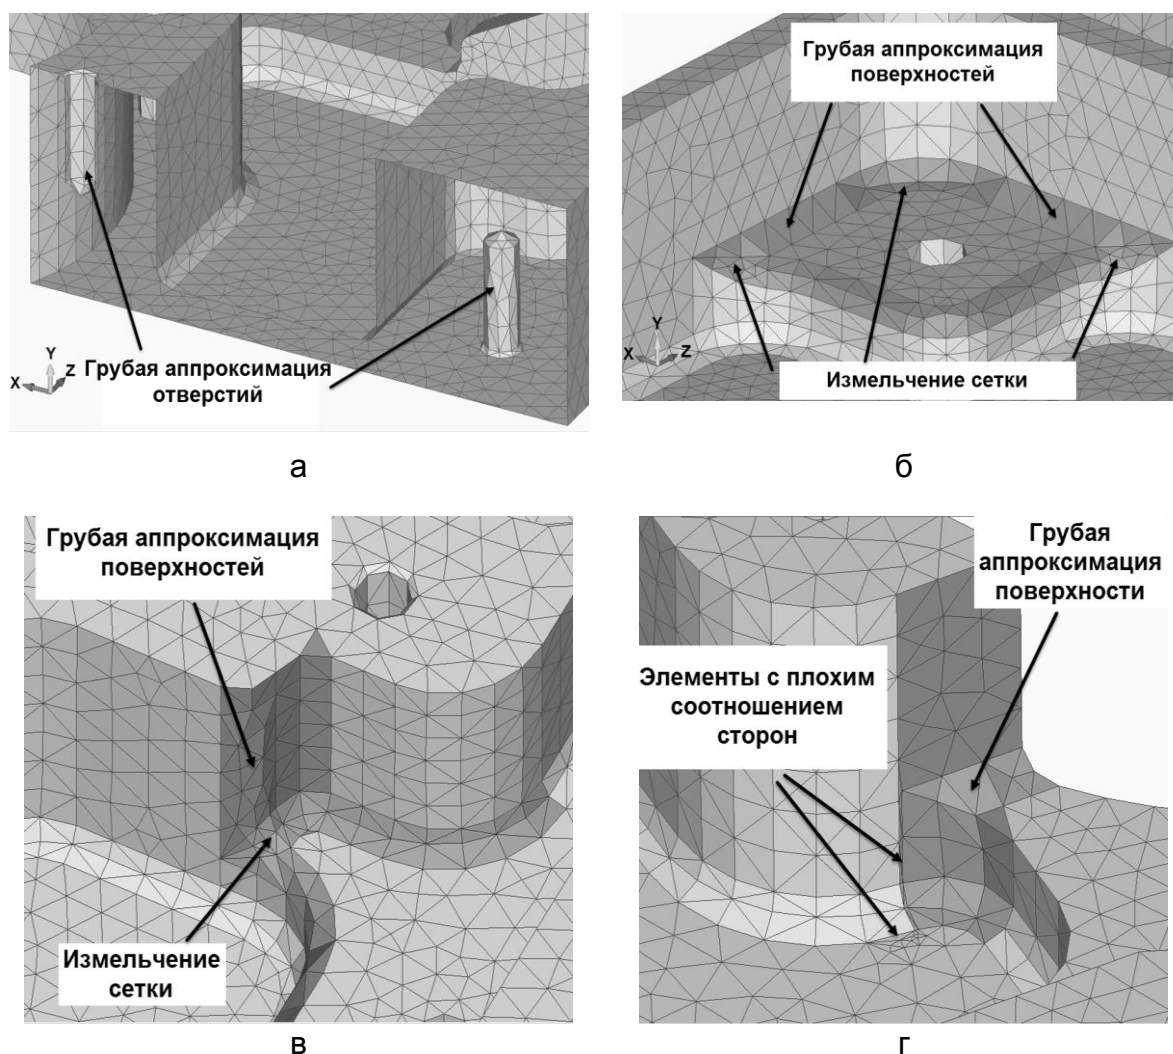 Грубая аппроксимация
отверстий
Y
X
Z
а
Грубая аппроксимация
поверхностей
Измельчение сетки
Y
X
Z
б
Грубая аппроксимация
поверхностей
Измельчение
сетки
в
Грубая
аппроксимация
поверхности
Элементы с плохим
соотношением
сторон
г